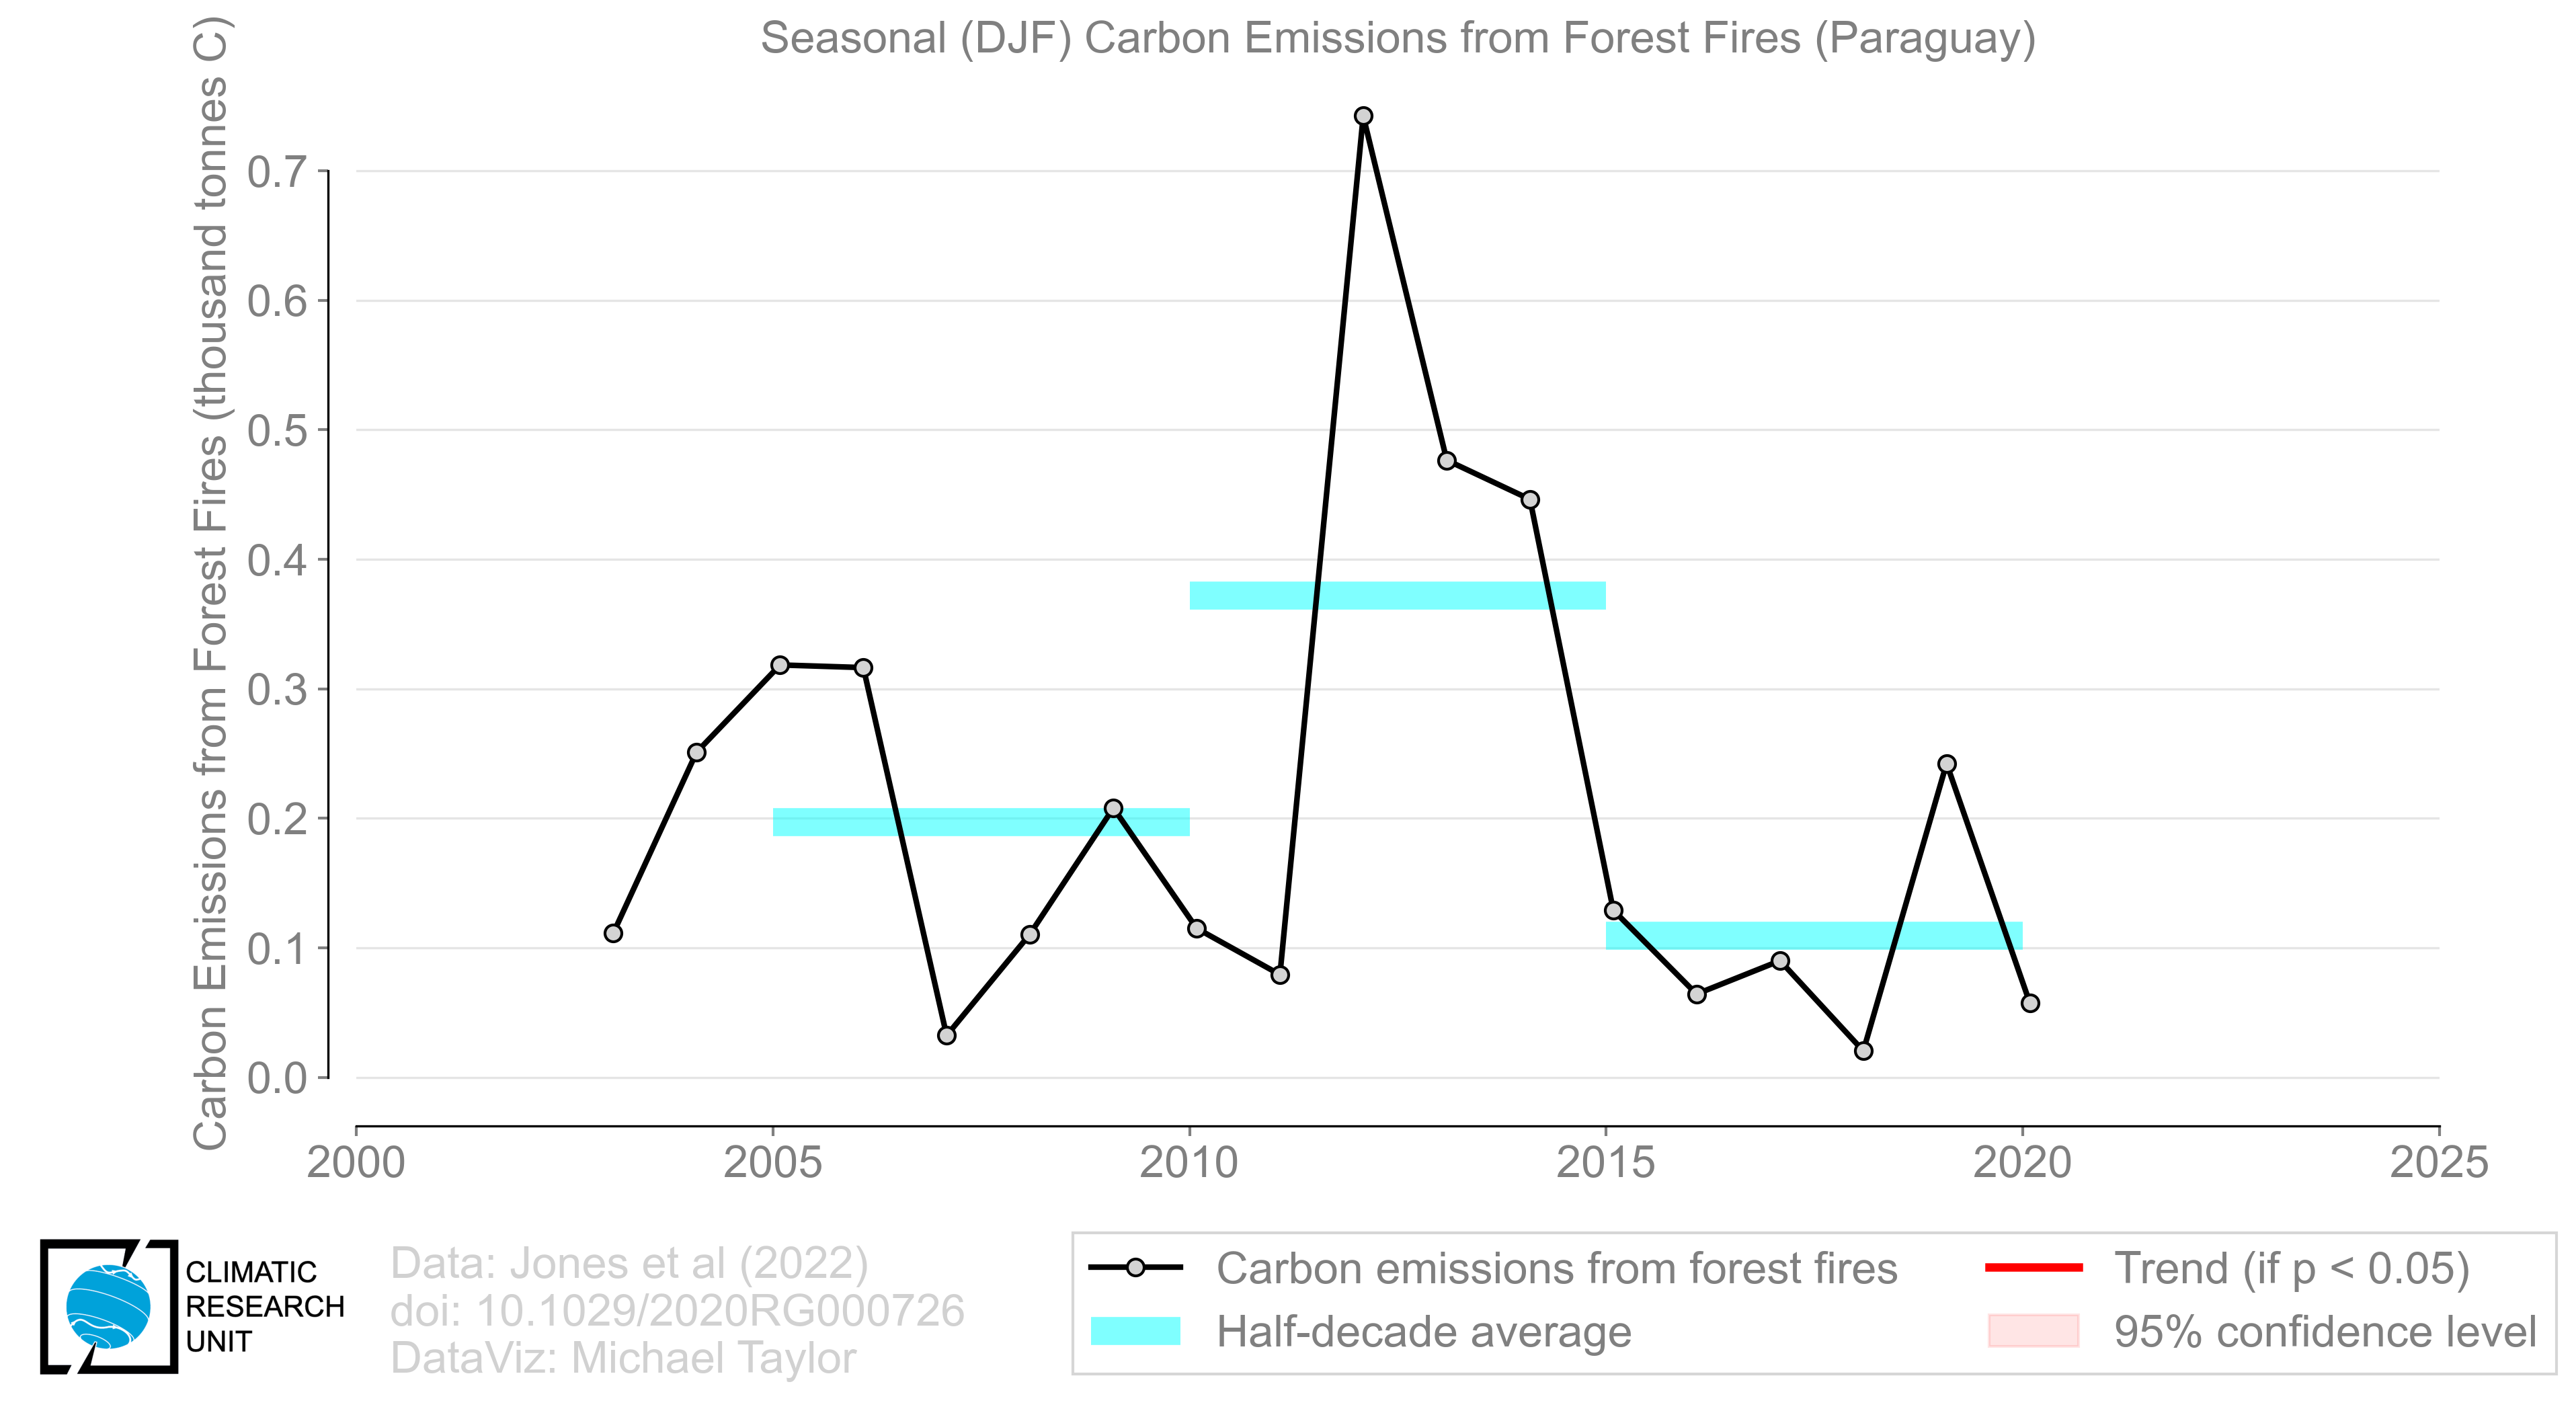 Seasonal (DJF) Carbon Emissions from Forest Fires (Paraguay)
Carbon Emissions from Forest Fires (thousand tonnes C)
0.7
0.6
0.5
0.4
0.3
0.2
0.1
0.0
2000
2005
2010
2015
2020
2025
CLIMATIC
RESEARCH
UNIT
Data: Jones et al (2022)
doi: 10.1029/2020RG000726
DataViz: Michael Taylor
Carbon emissions from forest fires
Half-decade average
Trend (if p < 0.05)
95% confidence level